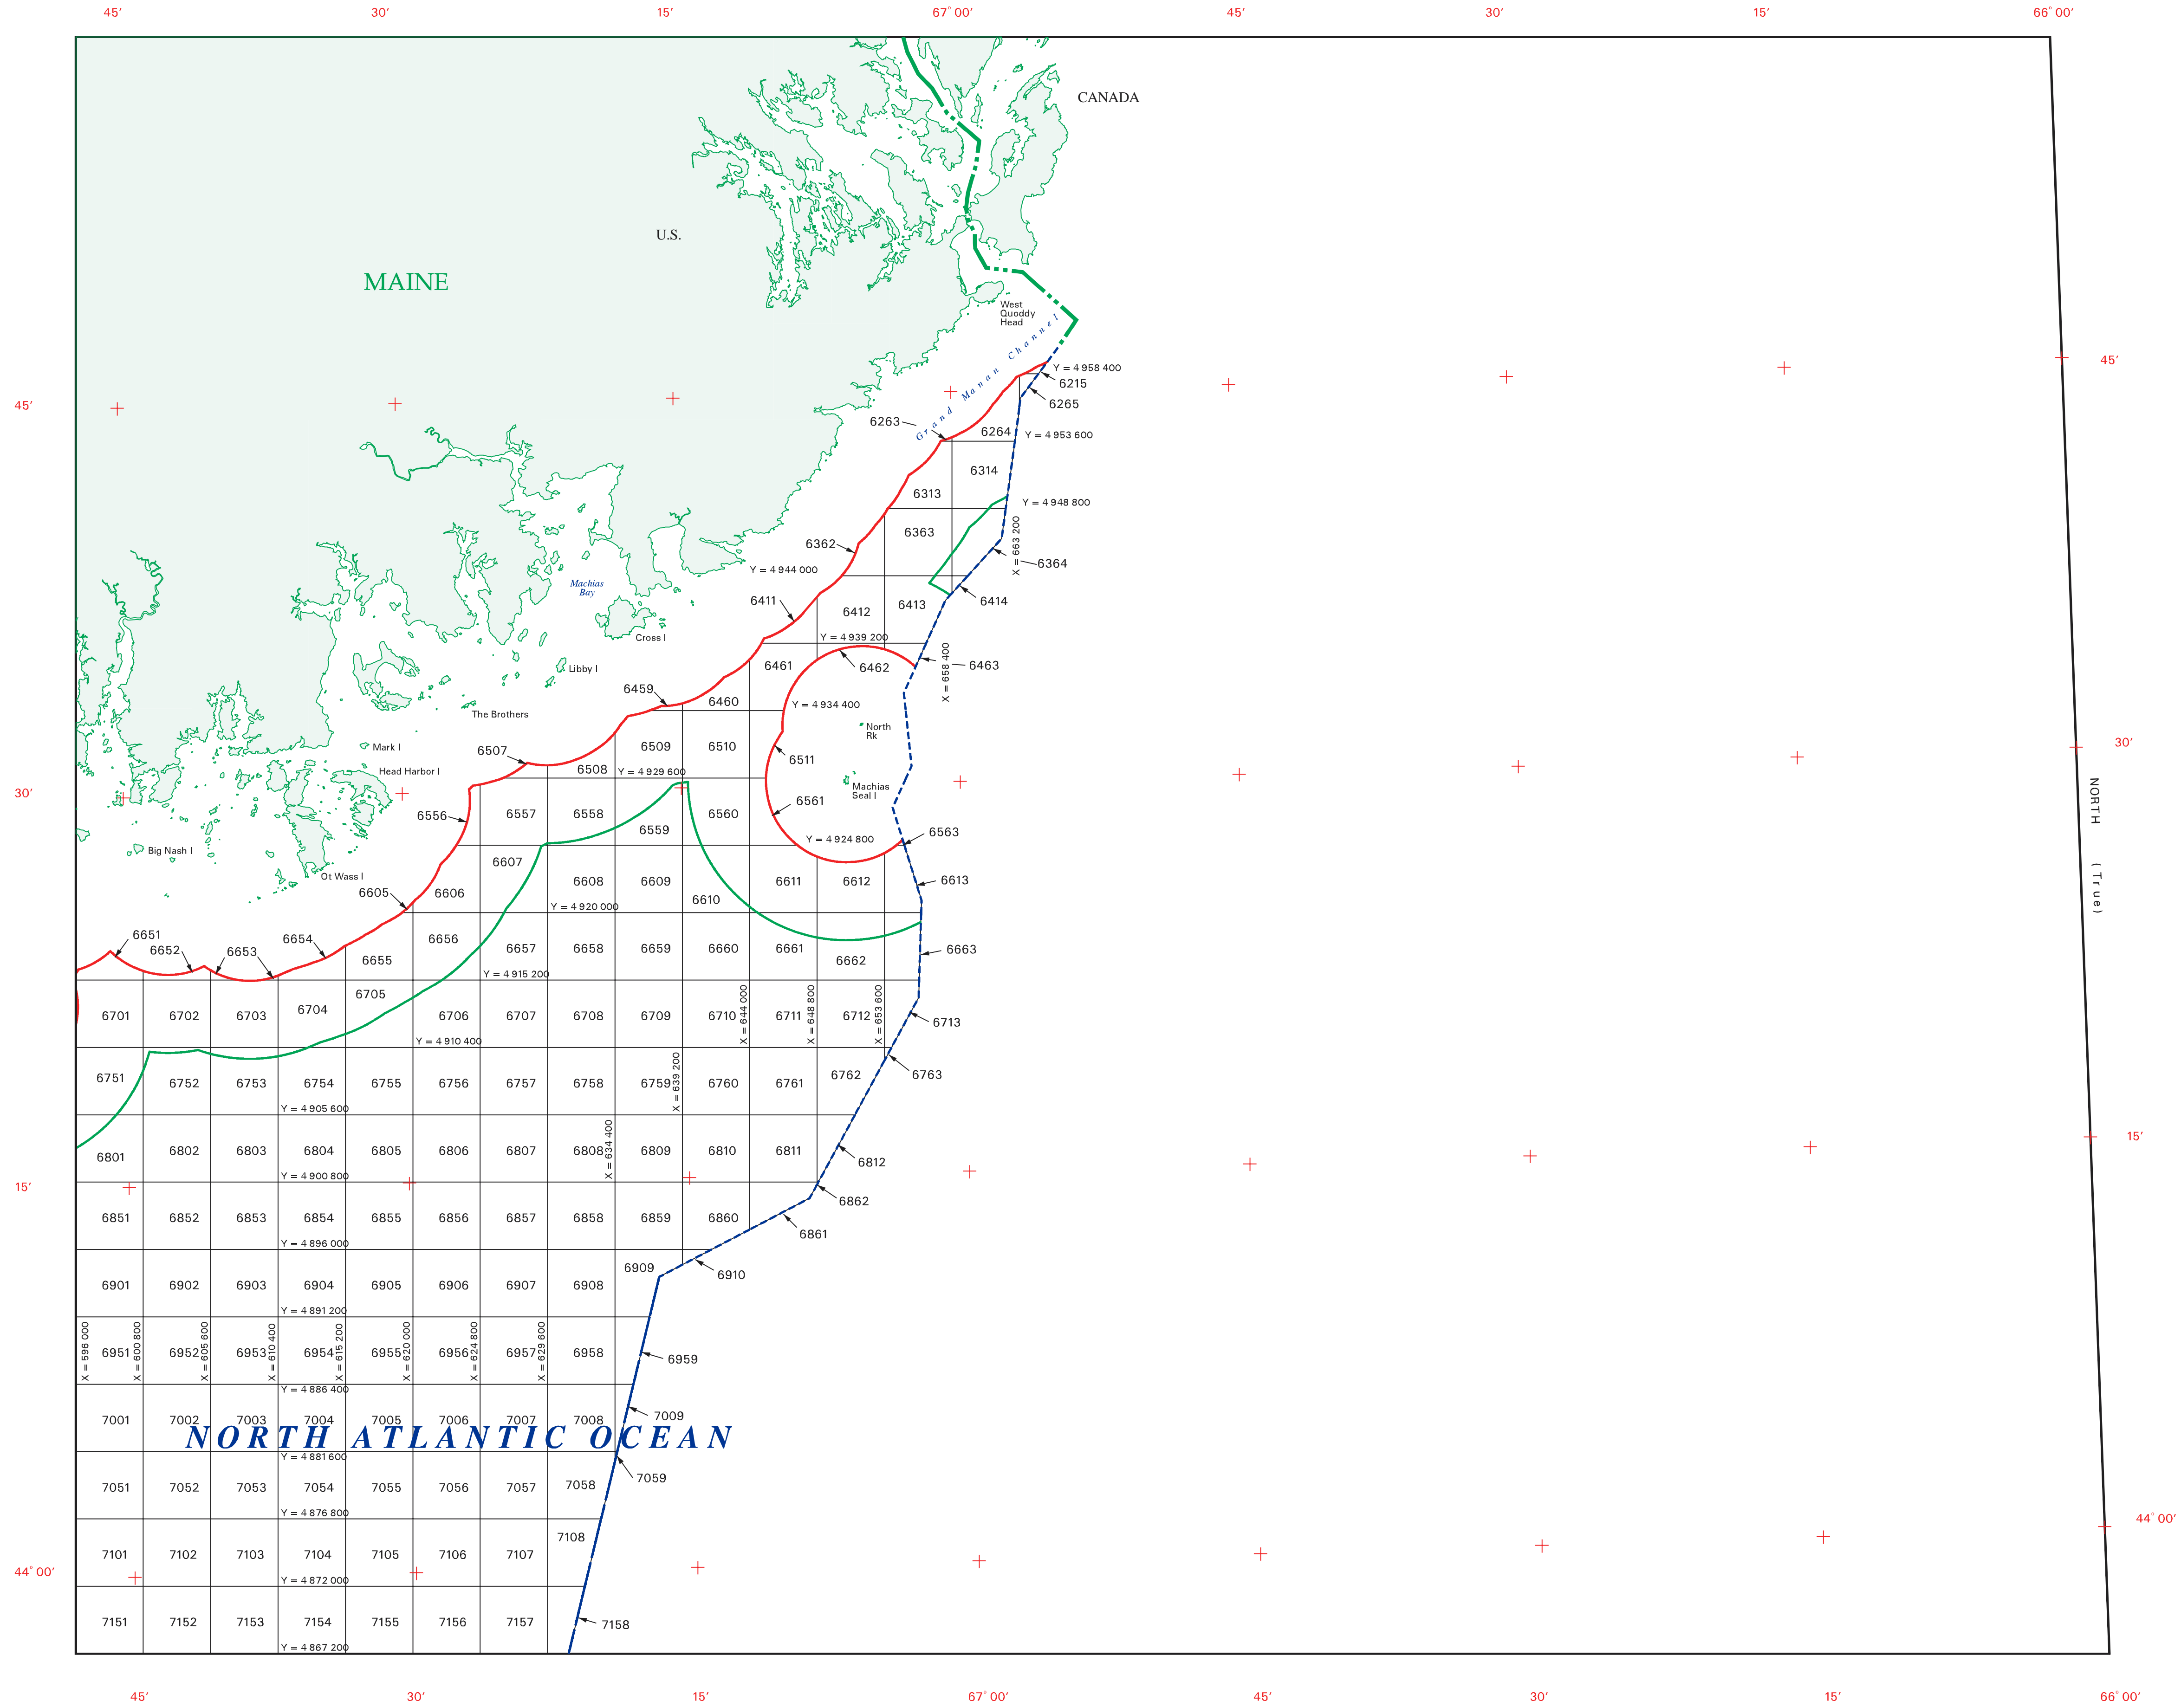 45′ 30′ 15′ 67° 00′ 45′ 30′ 15′ 66° 00′
CANADA
U.S.
MAINE
West
Quoddy
Head
Grand Manan Channel
Y = 4 958 400
45′
6215
6265
45′
6263
6264
Y = 4 953 600
6314
6313
Y = 4 948 800
6363
X = 663 200
6362
6364
Y = 4 944 000
Machias
Bay
6411
6412
6413
6414
Cross I
Y = 4 939 200
Libby I
6461
6462
6463
X = 658 400
6459
6460
Y = 4 934 400
The Brothers
North
Rk
Mark I
6507
6509
6510
30′
6508
Y = 4 929 600
6511
Head Harbor I
30′
Machias
Seal I
NORTH (True)
6556
6557
6558
6559
6560
6561
6563
Y = 4 924 800
Big Nash I
6607
Ot Wass I
6605
6606
6608
6609
6610
6611
6612
6613
Y = 4 920 000
6651
6652
6653
6654
6655
6656
6657
6658
6659
6660
6661
6662
6663
Y = 4 915 200
6701
6702
6703
6704
6705
6706
6707
6708
6709
6710
X = 644 000
6711
X = 648 800
6712
X = 653 600
6713
Y = 4 910 400
6751
6752
6753
6754
6755
6756
6757
6758
6759
X = 639 200
6760
6761
6762
6763
Y = 4 905 600
15′
6801
6802
6803
6804
6805
6806
6807
6808
X = 634 400
6809
6810
6811
6812
Y = 4 900 800
15′
6851
6852
6853
6854
6855
6856
6857
6858
6859
6860
6861
6862
Y = 4 896 000
6901
6902
6903
6904
6905
6906
6907
6908
6909
6910
Y = 4 891 200
X = 596 000
6951
X = 600 800
6952
X = 605 600
6953
X = 610 400
6954
X = 615 200
6955
X = 620 000
6956
X = 624 800
6957
X = 629 600
6958
6959
Y = 4 886 400
7001
7002
7003
7004
7005
7006
7007
7008
7009
NORTH ATLANTIC OCEAN
Y = 4 881 600
7051
7052
7053
7054
7055
7056
7057
7058
7059
Y = 4 876 800
44° 00′
7101
7102
7103
7104
7105
7106
7107
7108
44° 00′
Y = 4 872 000
7151
7152
7153
7154
7155
7156
7157
7158
Y = 4 867 200
45′ 30′ 15′ 67° 00′ 45′ 30′ 15′ 66° 00′